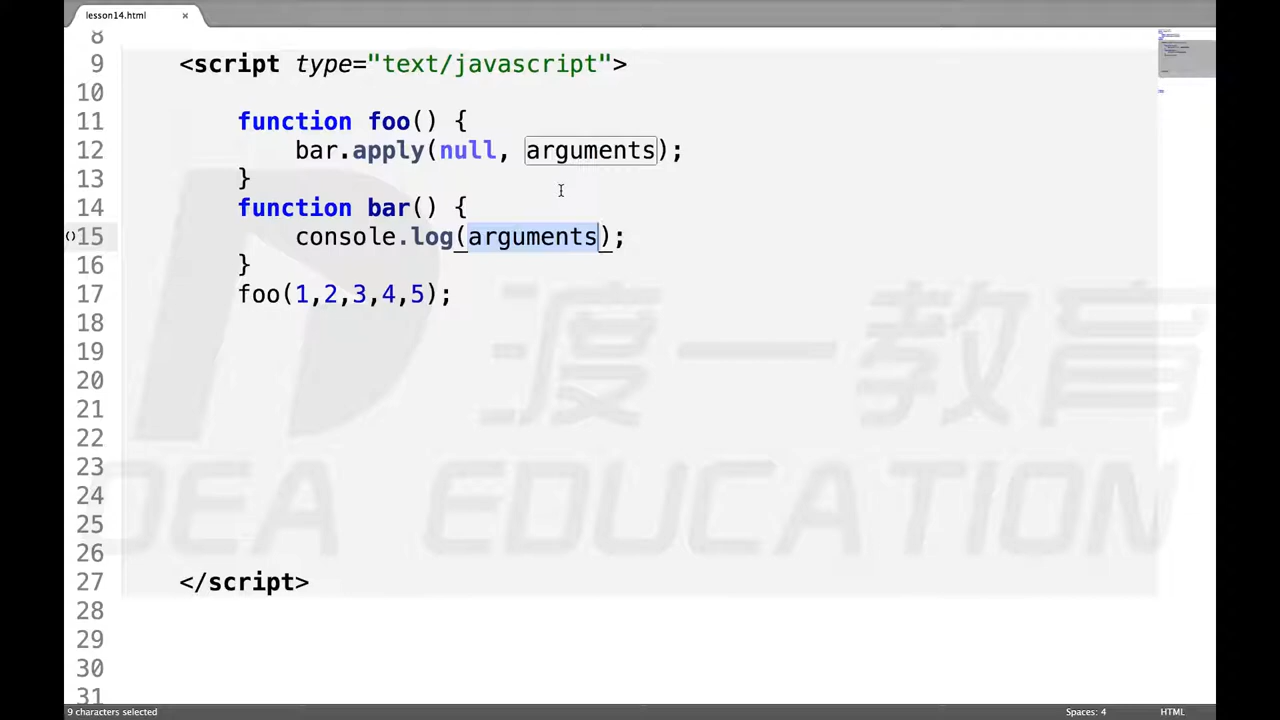 lesson14.html ×
8
9 <script type="text/javascript">
10
11 function foo() {
12 bar.apply(null, arguments);
13 }
14 function bar() {
15 console.log(arguments);
16 }
17 foo(1,2,3,4,5);
18
19
20
21
22
23
24
25
26
27 </script>
28
29
30
31
渡一教育
DEA EDUCATION
9 characters selected Spaces: 4 HTML